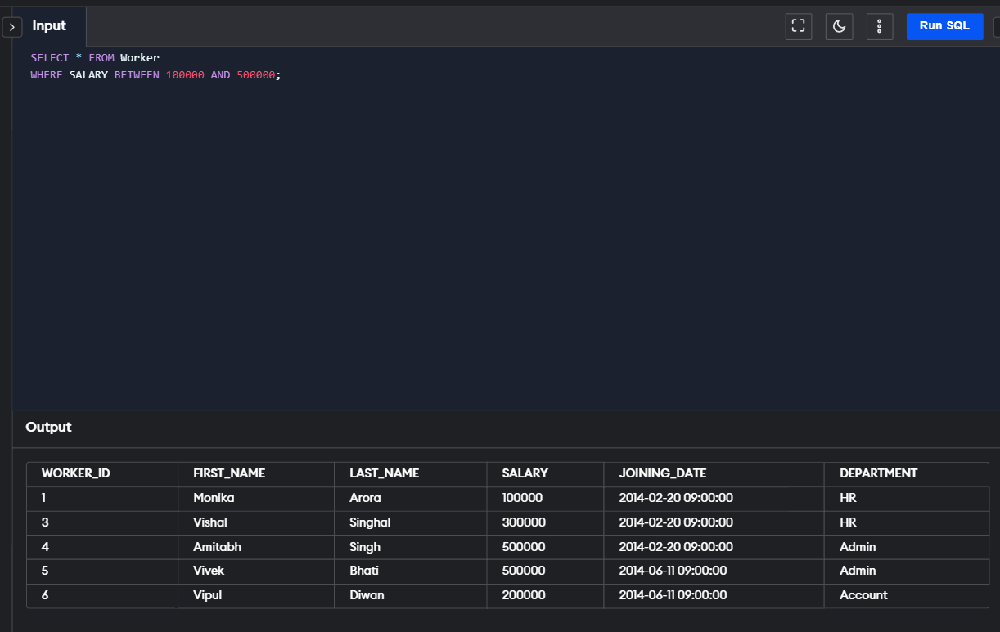 Input
Run SQL
SELECT * FROM Worker
WHERE SALARY BETWEEN 100000 AND 500000;
Output
WORKER_ID FIRST_NAME LAST_NAME SALARY JOINING_DATE DEPARTMENT
1 Monika Arora 100000 2014-02-20 09:00:00 HR
3 Vishal Singhal 300000 2014-02-20 09:00:00 HR
4 Amitabh Singh 500000 2014-02-20 09:00:00 Admin
5 Vivek Bhati 500000 2014-06-11 09:00:00 Admin
6 Vipul Diwan 200000 2014-06-11 09:00:00 Account